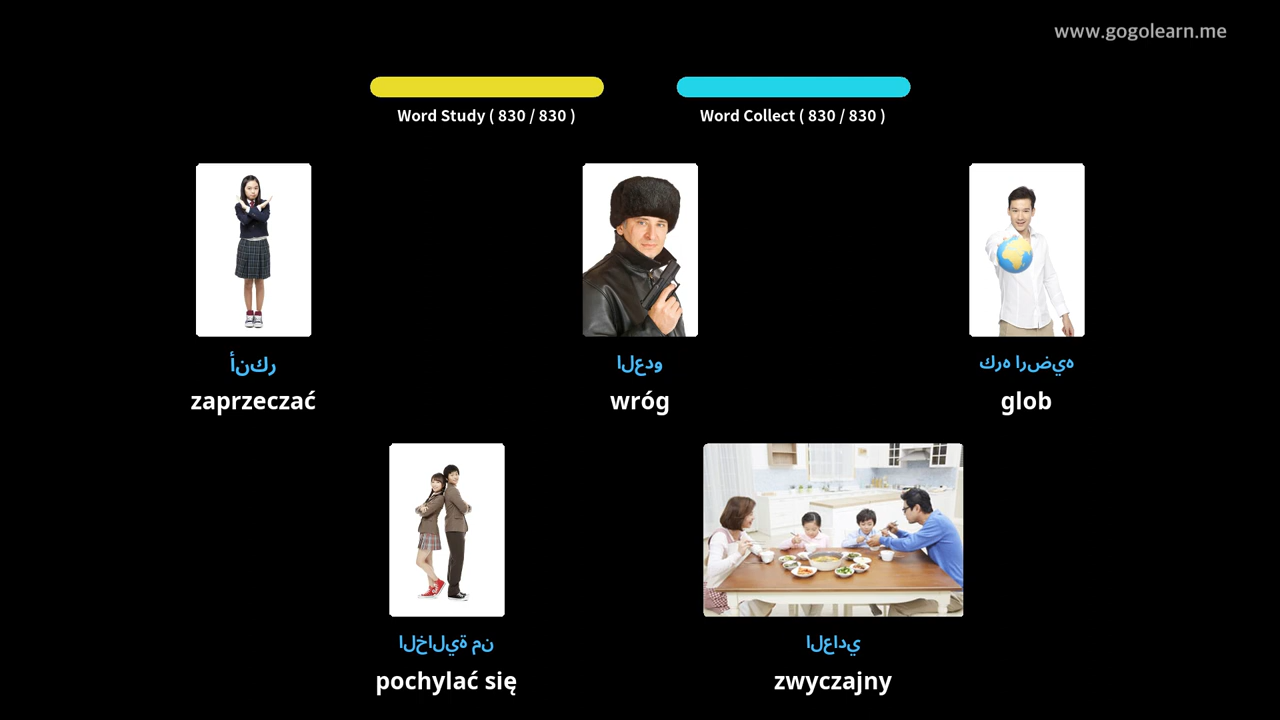 www.gogolearn.me
Word Study ( 830 / 830 )
Word Collect ( 830 / 830 )
أنكر
العدو
كره ارضيه
zaprzeczać
wróg
glob
الخالية من
العادي
pochylać się
zwyczajny